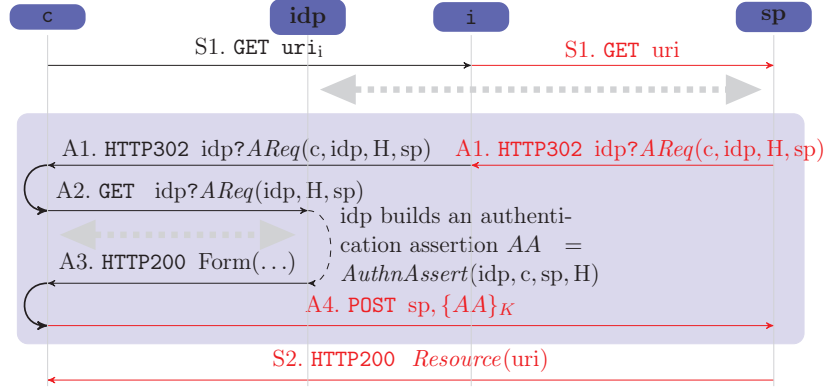 c idp i sp
S1. GET uri_i S1. GET uri
A1. HTTP302 idp?AReq(c, idp, H, sp) A1. HTTP302 idp?AReq(c, idp, H, sp)
A2. GET idp?AReq(idp, H, sp)
idp builds an authenti-
cation assertion AA =
AuthnAssert(idp, c, sp, H)
A3. HTTP200 Form(...)
A4. POST sp, {AA}_K
S2. HTTP200 Resource(uri)